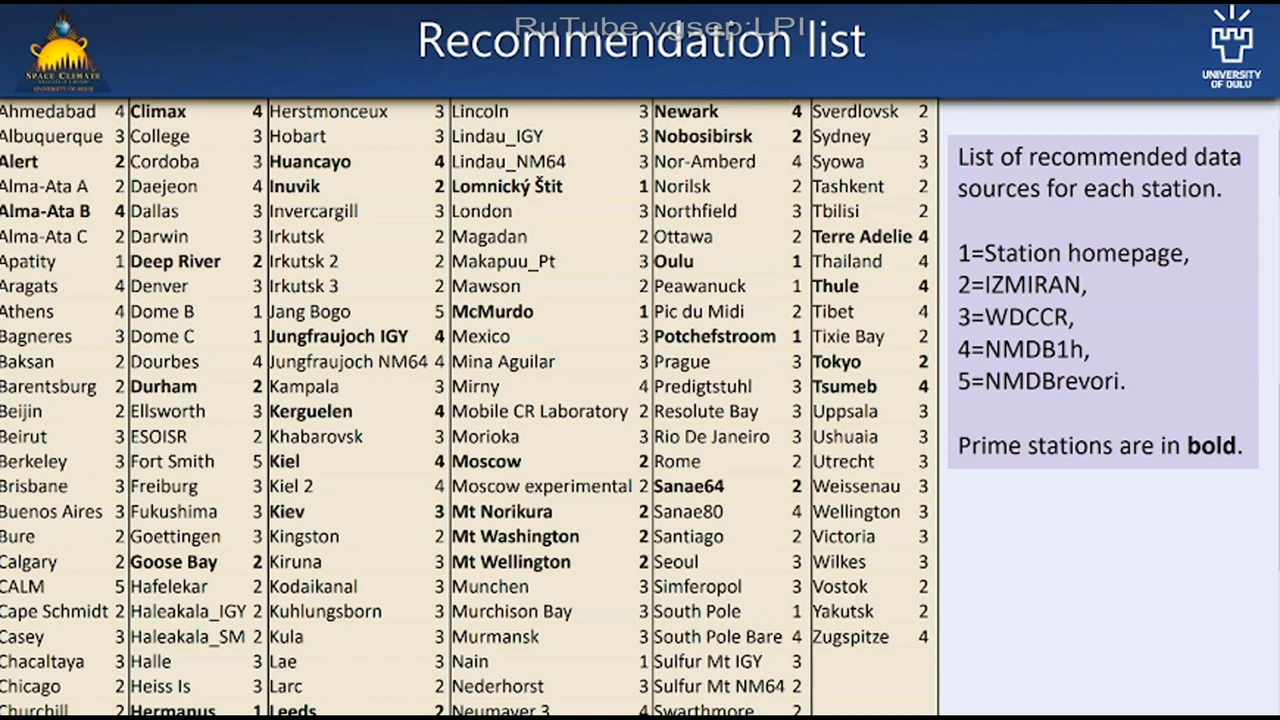 RuTube vgsep:LPI
Recommendation list
SPACE CLIMATE
UNIVERSITY OF OULU
Ahmedabad 4 Climax 4 Herstmonceux 3 Lincoln 3 Newark 4 Sverdlovsk 2
Albuquerque 3 College 3 Hobart 3 Lindau_IGY 3 Nobosibirsk 2 Sydney 3
Alert 2 Cordoba 3 Huancayo 4 Lindau_NM64 3 Nor-Amberd 4 Syowa 3
Alma-Ata A 2 Daejeon 4 Inuvik 2 Lomnický Štit 1 Norilsk 2 Tashkent 2
Alma-Ata B 4 Dallas 3 Invercargill 3 London 3 Northfield 3 Tbilisi 2
Alma-Ata C 2 Darwin 3 Irkutsk 2 Magadan 2 Ottawa 2 Terre Adelie 4
Apatity 1 Deep River 2 Irkutsk 2 2 Makapuu_Pt 3 Oulu 1 Thailand 4
Aragats 4 Denver 3 Irkutsk 3 2 Mawson 2 Peawanuck 1 Thule 4
Athens 4 Dome B 1 Jang Bogo 5 McMurdo 1 Pic du Midi 2 Tibet 4
Bagneres 3 Dome C 1 Jungfraujoch IGY 4 Mexico 3 Potchefstroom 1 Tixie Bay 2
Baksan 2 Dourbes 4 Jungfraujoch NM64 4 Mina Aguilar 3 Prague 3 Tokyo 2
Barentsburg 2 Durham 2 Kampala 3 Mirny 4 Predigtstuhl 3 Tsumeb 4
Beijin 2 Ellsworth 3 Kerguelen 4 Mobile CR Laboratory 2 Resolute Bay 3 Uppsala 3
Beirut 3 ESOISR 2 Khabarovsk 3 Morioka 3 Rio De Janeiro 3 Ushuaia 3
Berkeley 3 Fort Smith 5 Kiel 4 Moscow 2 Rome 2 Utrecht 3
Brisbane 3 Freiburg 3 Kiel 2 4 Moscow experimental 2 Sanae64 2 Weissenau 3
Buenos Aires 3 Fukushima 3 Kiev 3 Mt Norikura 2 Sanae80 4 Wellington 3
Bure 2 Goettingen 3 Kingston 2 Mt Washington 2 Santiago 2 Victoria 3
Calgary 2 Goose Bay 2 Kiruna 3 Mt Wellington 2 Seoul 3 Wilkes 3
CALM 5 Hafelekar 2 Kodaikanal 3 Munchen 3 Simferopol 3 Vostok 2
Cape Schmidt 2 Haleakala_IGY 2 Kuhlungsborn 3 Murchison Bay 3 South Pole 1 Yakutsk 2
Casey 3 Haleakala_SM 2 Kula 3 Murmansk 3 South Pole Bare 4 Zugspitze 4
Chacaltaya 3 Halle 3 Lae 3 Nain 1 Sulfur Mt IGY 3
Chicago 2 Heiss Is 3 Larc 2 Nederhorst 3 Sulfur Mt NM64 2
Churchill 2 Hermanus 1 Leeds 2 Neumayer 3 4 Swarthmore 2
List of recommended data
sources for each station.
1=Station homepage,
2=IZMIRAN,
3=WDCCR,
4=NMDB1h,
5=NMDBrevori.
Prime stations are in bold.